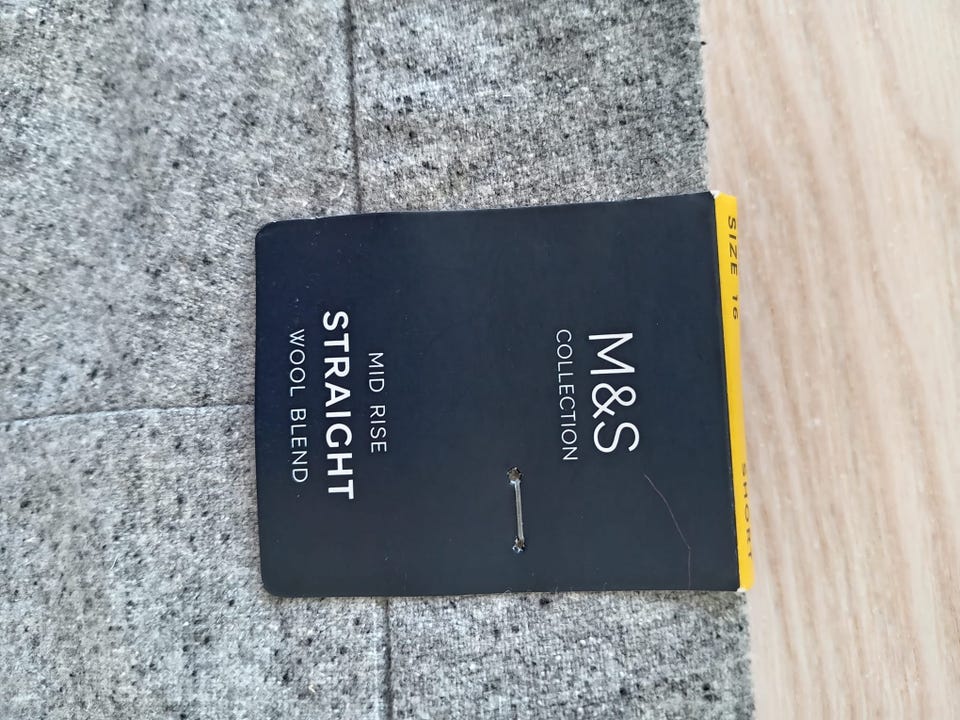 SIZE 16 SHORT
M&S
COLLECTION
MID RISE
STRAIGHT
WOOL BLEND